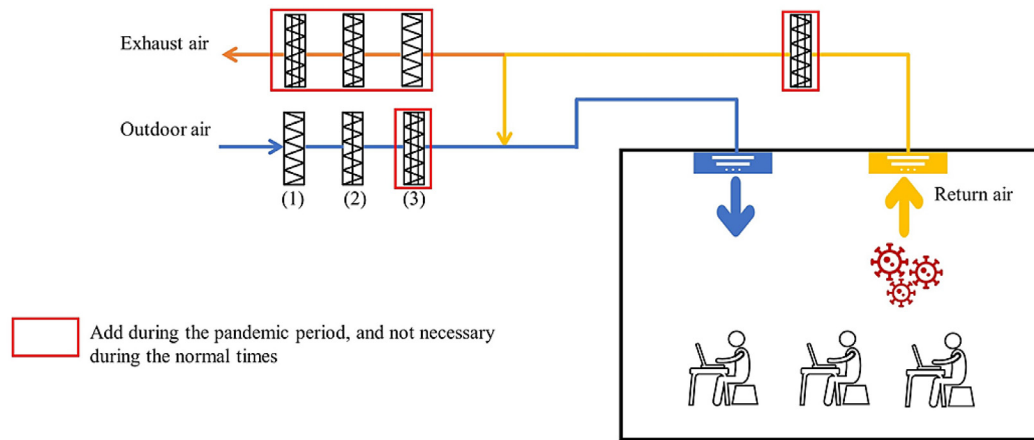 Exhaust air
Outdoor air
(1) (2) (3)
Return air
Add during the pandemic period, and not necessary
during the normal times